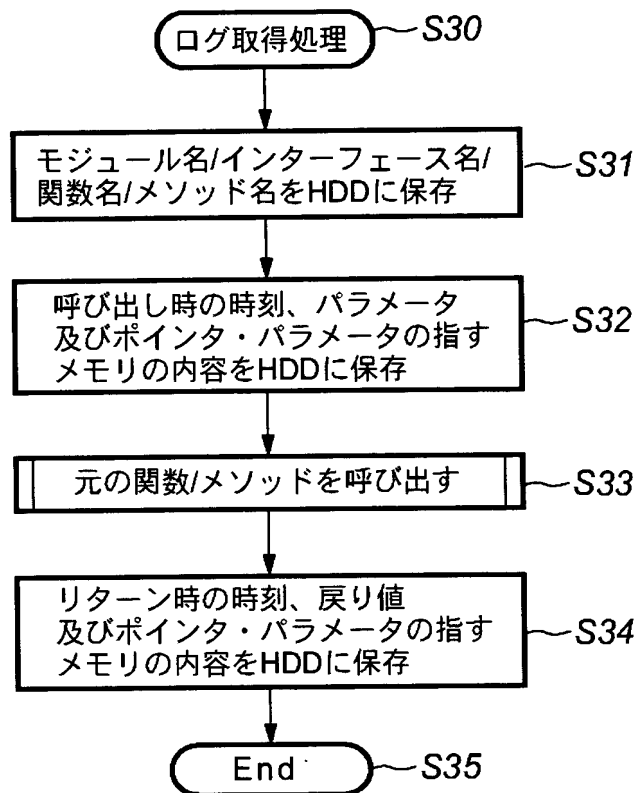 ログ取得処理
S30
モジュール名/インターフェース名/
関数名/メソッド名をHDDに保存
S31
呼び出し時の時刻、パラメータ
及びポインタ・パラメータの指す
メモリの内容をHDDに保存
S32
元の関数/メソッドを呼び出す
S33
リターン時の時刻、戻り値
及びポインタ・パラメータの指す
メモリの内容をHDDに保存
S34
End
S35